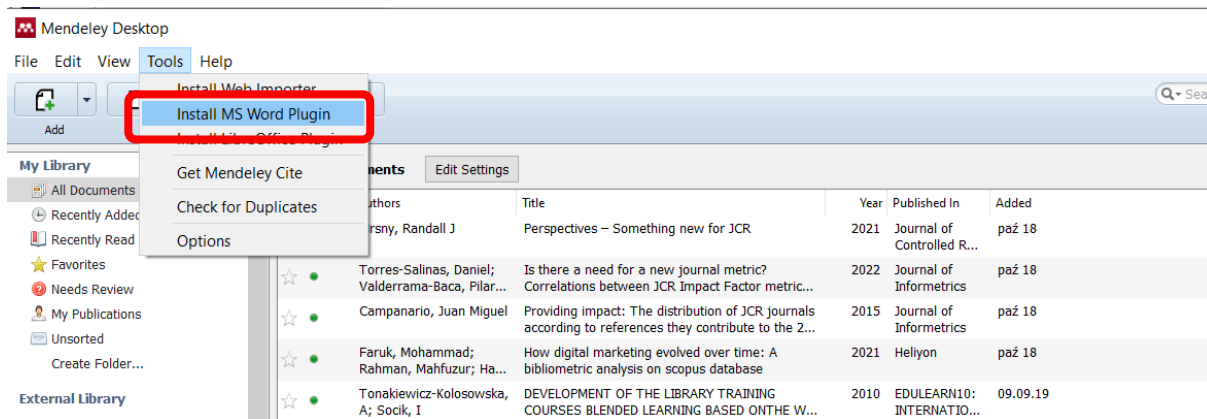 Mendeley Desktop
File Edit View Tools Help
Install Web Importer
Install MS Word Plugin
Install LibreOffice Plugin
Get Mendeley Cite
Check for Duplicates
Options
Add
Sea
My Library
All Documents
Recently Added
Recently Read
Favorites
Needs Review
My Publications
Unsorted
Create Folder...
External Library
ments Edit Settings
uthors Title Year Published In Added
rsny, Randall J Perspectives – Something new for JCR 2021 Journal of paź 18
Controlled R...
Torres-Salinas, Daniel; Is there a need for a new journal metric? 2022 Journal of paź 18
Valderrama-Baca, Pilar... Correlations between JCR Impact Factor metric... Informetrics
Campanario, Juan Miguel Providing impact: The distribution of JCR journals 2015 Journal of paź 18
according to references they contribute to the 2... Informetrics
Faruk, Mohammad; How digital marketing evolved over time: A 2021 Heliyon paź 18
Rahman, Mahfuzur; Ha... bibliometric analysis on scopus database
Tonakiewicz-Kolosowska, DEVELOPMENT OF THE LIBRARY TRAINING 2010 EDULEARN10: 09.09.19
A; Socik, I COURSES BLENDED LEARNING BASED ONTHE W... INTERNATIO...